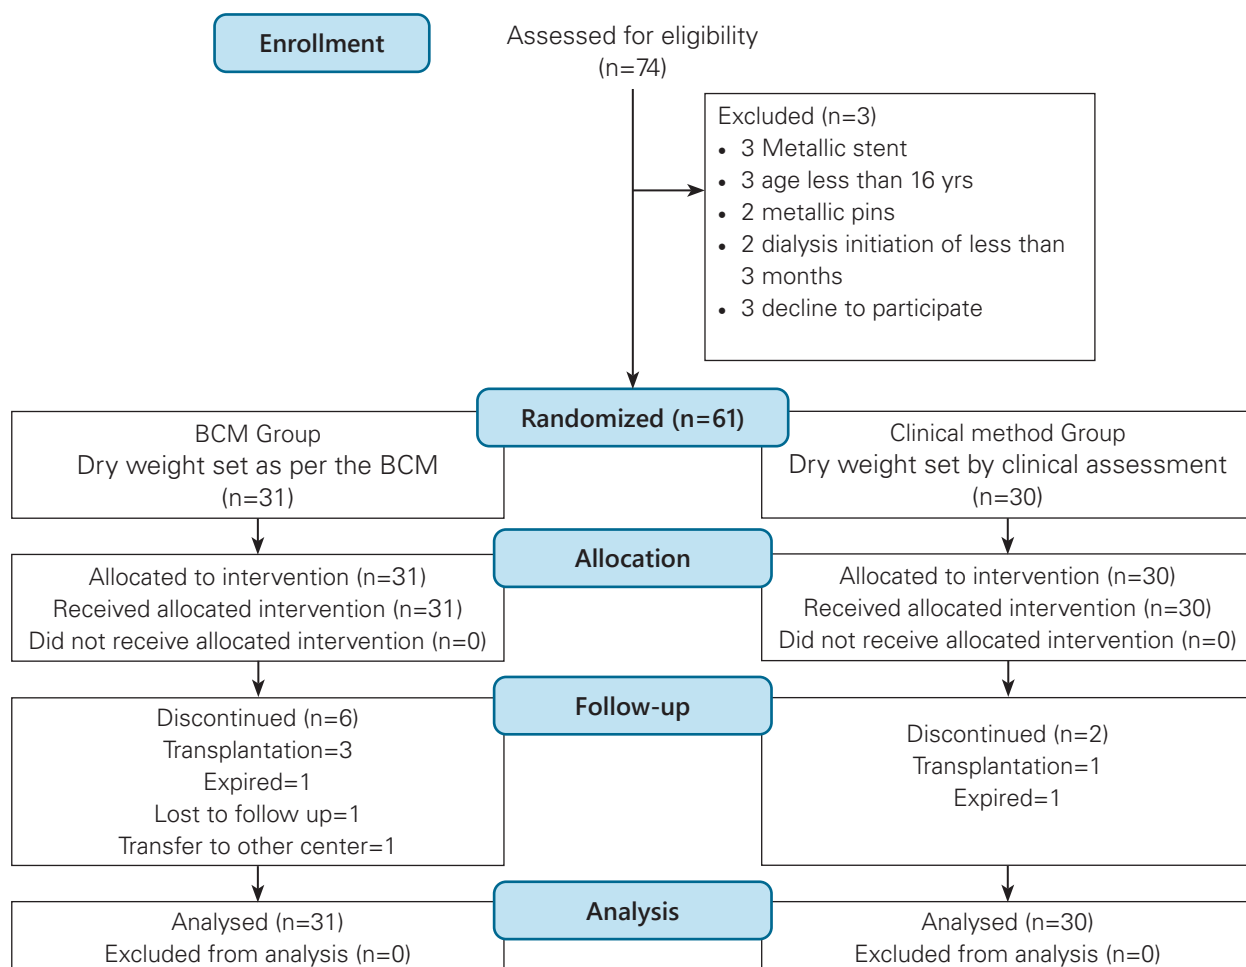 Enrollment
Assessed for eligibility
(n=74)
Excluded (n=3)
• 3 Metallic stent
• 3 age less than 16 yrs
• 2 metallic pins
• 2 dialysis initiation of less than
3 months
• 3 decline to participate
Randomized (n=61)
BCM Group
Dry weight set as per the BCM
(n=31)
Clinical method Group
Dry weight set by clinical assessment
(n=30)
Allocation
Allocated to intervention (n=31)
Received allocated intervention (n=31)
Did not receive allocated intervention (n=0)
Allocated to intervention (n=30)
Received allocated intervention (n=30)
Did not receive allocated intervention (n=0)
Follow-up
Discontinued (n=6)
Transplantation=3
Expired=1
Lost to follow up=1
Transfer to other center=1
Discontinued (n=2)
Transplantation=1
Expired=1
Analysis
Analysed (n=31)
Excluded from analysis (n=0)
Analysed (n=30)
Excluded from analysis (n=0)